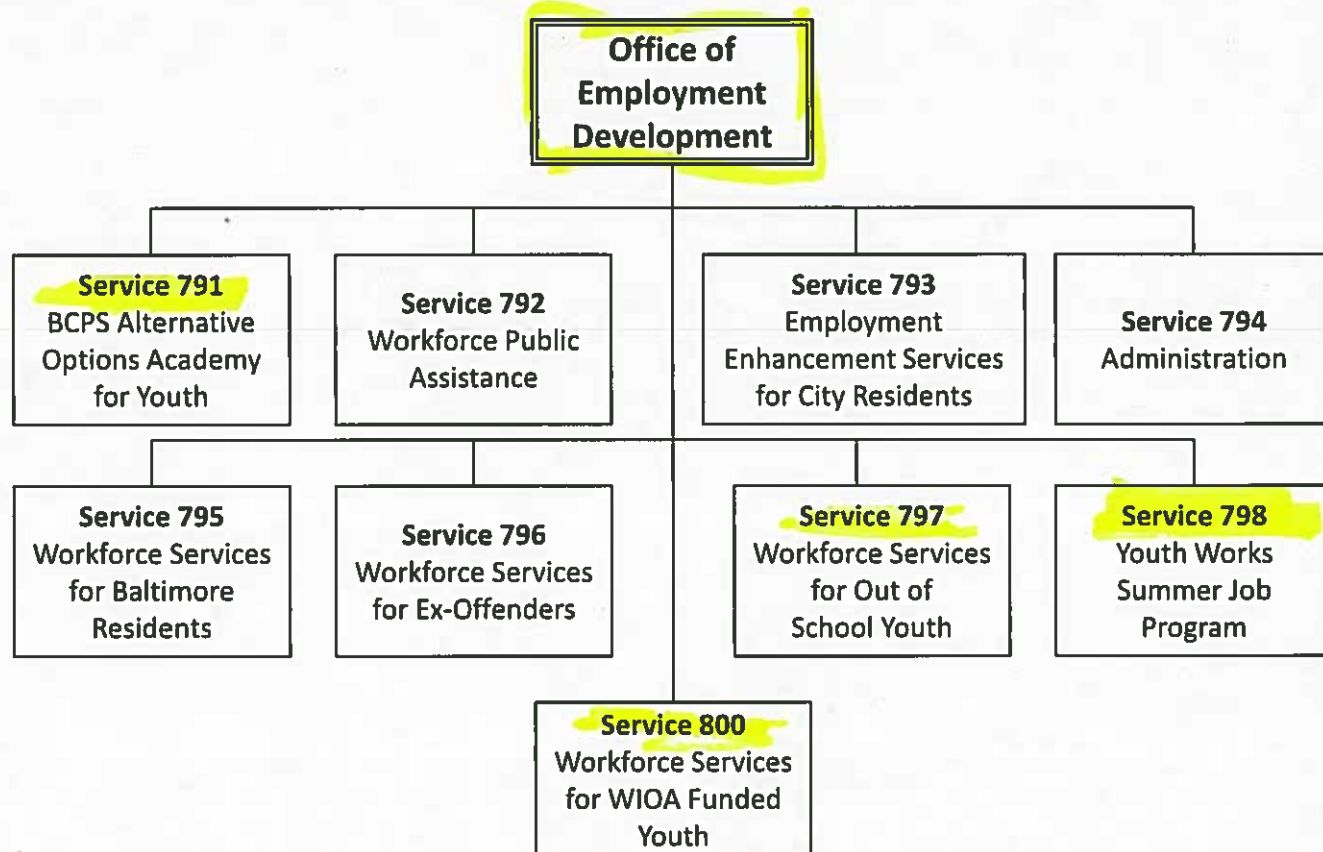 Office of
Employment
Development
Service 791
BCPS Alternative
Options Academy
for Youth
Service 792
Workforce Public
Assistance
Service 793
Employment
Enhancement Services
for City Residents
Service 794
Administration
Service 795
Workforce Services
for Baltimore
Residents
Service 796
Workforce Services
for Ex-Offenders
Service 797
Workforce Services
for Out of
School Youth
Service 798
Youth Works
Summer Job
Program
Service 800
Workforce Services
for WIOA Funded
Youth